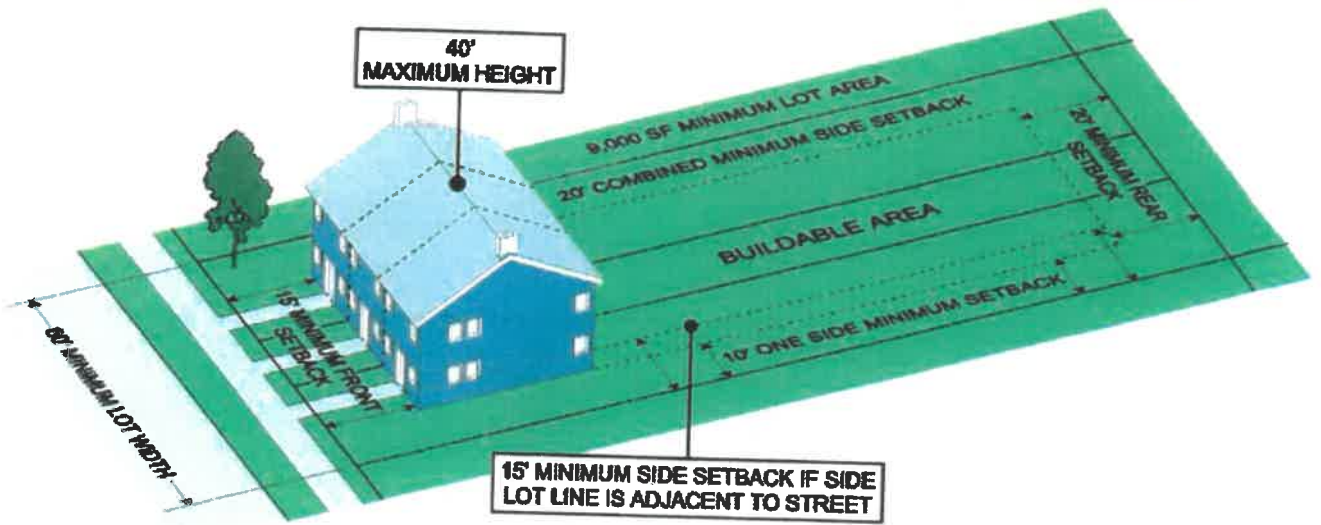 40'
MAXIMUM HEIGHT
9,000 SF MINIMUM LOT AREA
20' COMBINED MINIMUM SIDE SETBACK
20' MINIMUM REAR
SETBACK
BUILDABLE AREA
10' ONE SIDE MINIMUM SETBACK
15' MINIMUM FRONT
SETBACK
60' MINIMUM LOT WIDTH
15' MINIMUM SIDE SETBACK IF SIDE
LOT LINE IS ADJACENT TO STREET